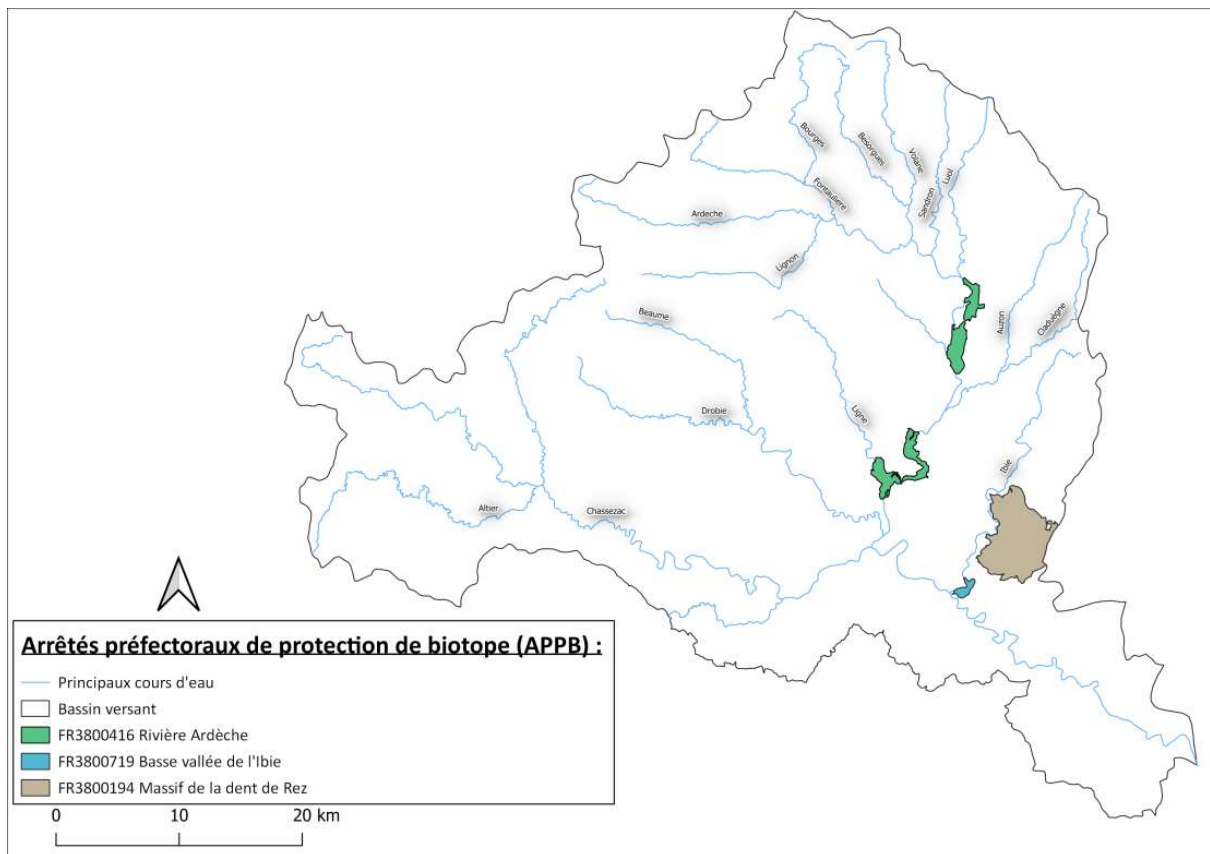 Bourges
Besorgues
Volane
Sandron
Luol
Fontauliere
Ardeche
Lignon
Beaume
Auzon
Claduègne
Drobie
Ligne
Ibie
Altier
Chassezac
Arrêtés préfectoraux de protection de biotope (APPB) :
Principaux cours d'eau
Bassin versant
FR3800416 Rivière Ardèche
FR3800719 Basse vallée de l'Ibie
FR3800194 Massif de la dent de Rez
0 10 20 km